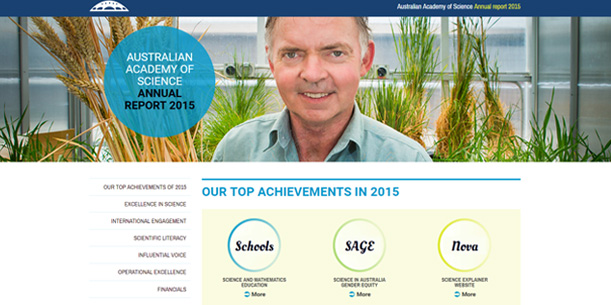 Australian Academy of Science Annual report 2015
AUSTRALIAN
ACADEMY OF
SCIENCE
ANNUAL
REPORT 2015
OUR TOP ACHIEVEMENTS OF 2015
EXCELLENCE IN SCIENCE
INTERNATIONAL ENGAGEMENT
SCIENTIFIC LITERACY
INFLUENTIAL VOICE
OPERATIONAL EXCELLENCE
FINANCIALS
OUR TOP ACHIEVEMENTS IN 2015
Schools
SCIENCE AND MATHEMATICS
EDUCATION
More
SAGE
SCIENCE IN AUSTRALIA
GENDER EQUITY
More
Nova
SCIENCE EXPLAINER
WEBSITE
More